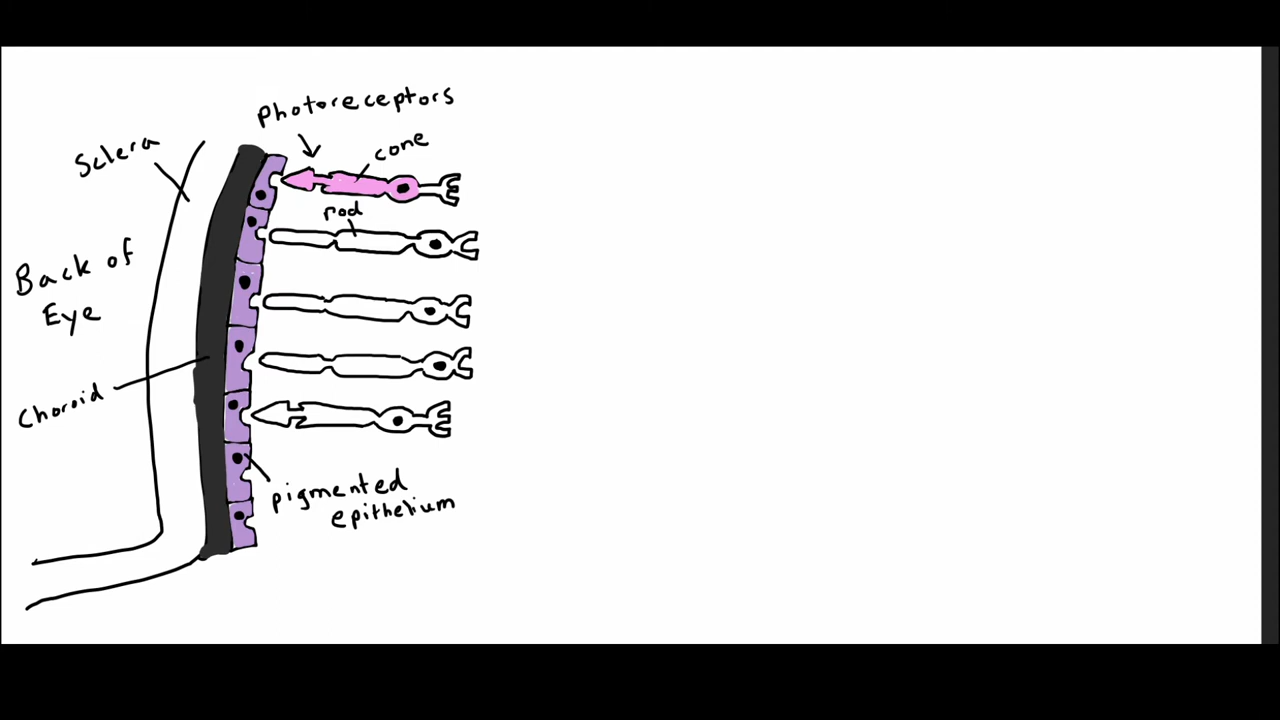 photoreceptors
Sclera
cone
rod
Back of
Eye
Choroid
pigmented
epithelium